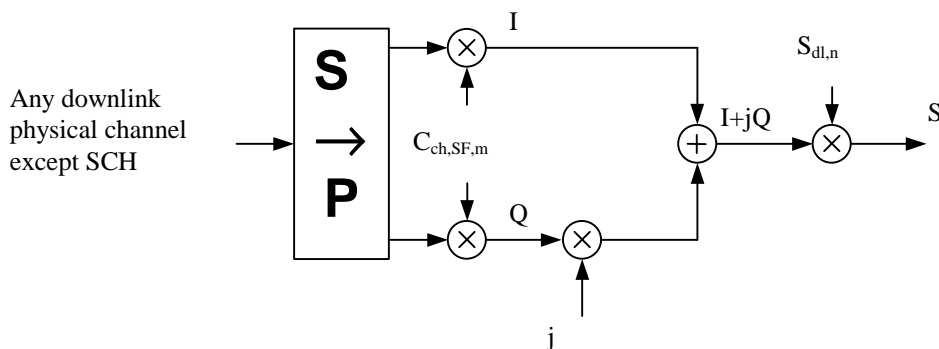 Any downlink
physical channel
except SCH
S
→
P
I
C_ch,SF,m
Q
j
I+jQ
S_dl,n
S